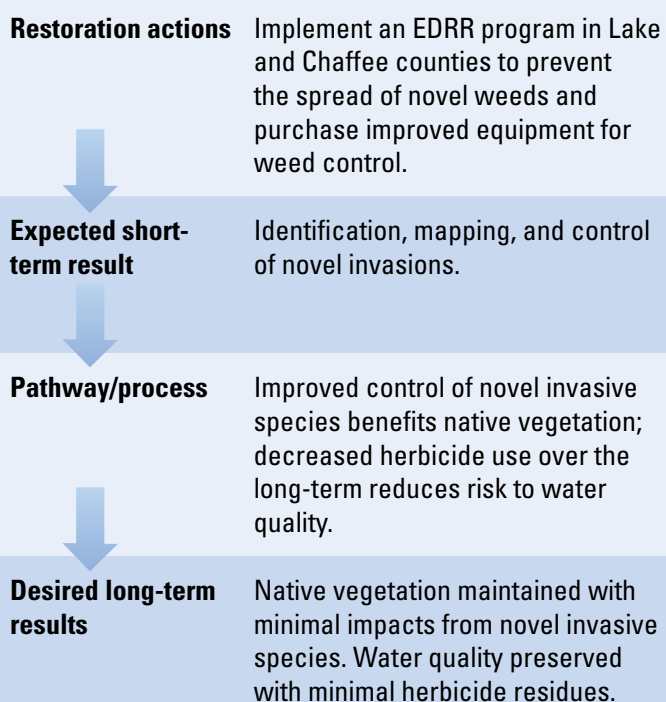 Restoration actions
Implement an EDRR program in Lake
and Chaffee counties to prevent
the spread of novel weeds and
purchase improved equipment for
weed control.
Expected short-
term result
Identification, mapping, and control
of novel invasions.
Pathway/process
Improved control of novel invasive
species benefits native vegetation;
decreased herbicide use over the
long-term reduces risk to water
quality.
Desired long-term
results
Native vegetation maintained with
minimal impacts from novel invasive
species. Water quality preserved
with minimal herbicide residues.